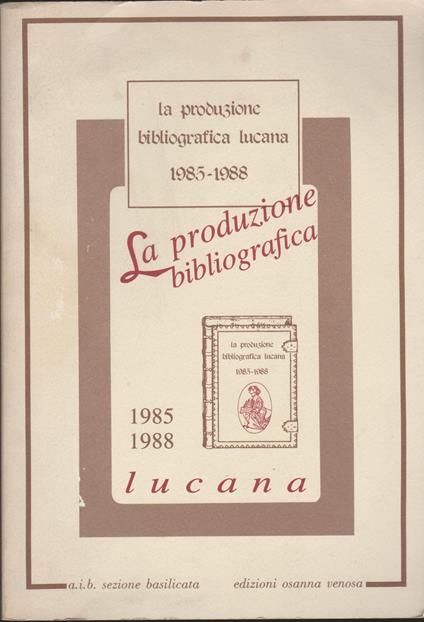 la produzione
bibliografica lucana
1985-1988
La produzione
bibliografica
la produzione
bibliografica lucana
1985-1988
1985
1988
lucana
a.i.b. sezione basilicata edizioni osanna venosa